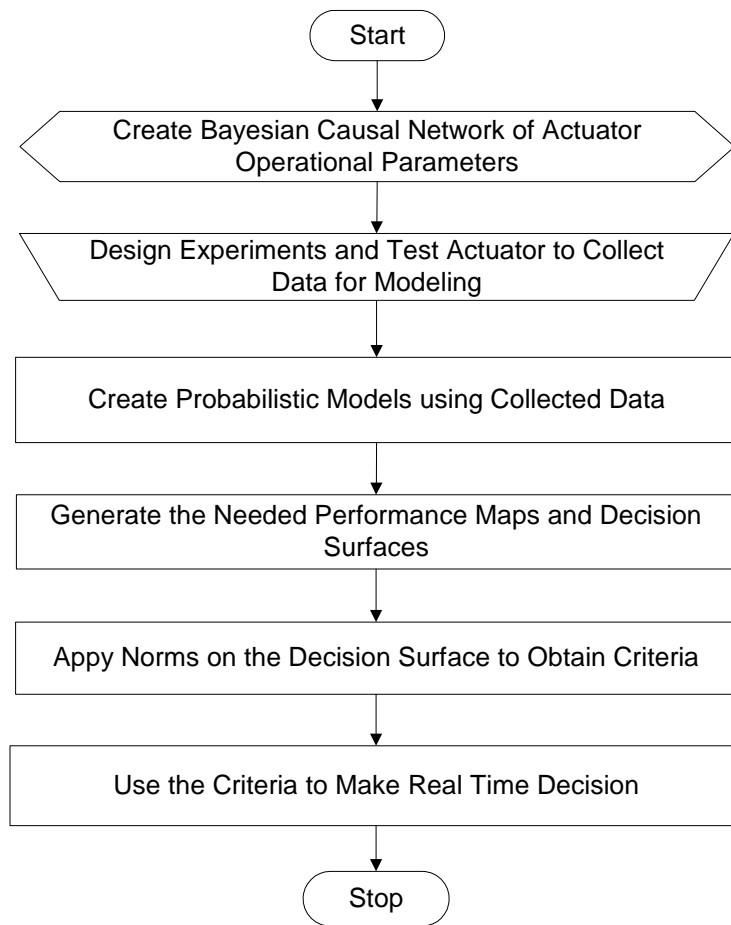 Start
Create Bayesian Causal Network of Actuator
Operational Parameters
Design Experiments and Test Actuator to Collect
Data for Modeling
Create Probabilistic Models using Collected Data
Generate the Needed Performance Maps and Decision
Surfaces
Appy Norms on the Decision Surface to Obtain Criteria
Use the Criteria to Make Real Time Decision
Stop